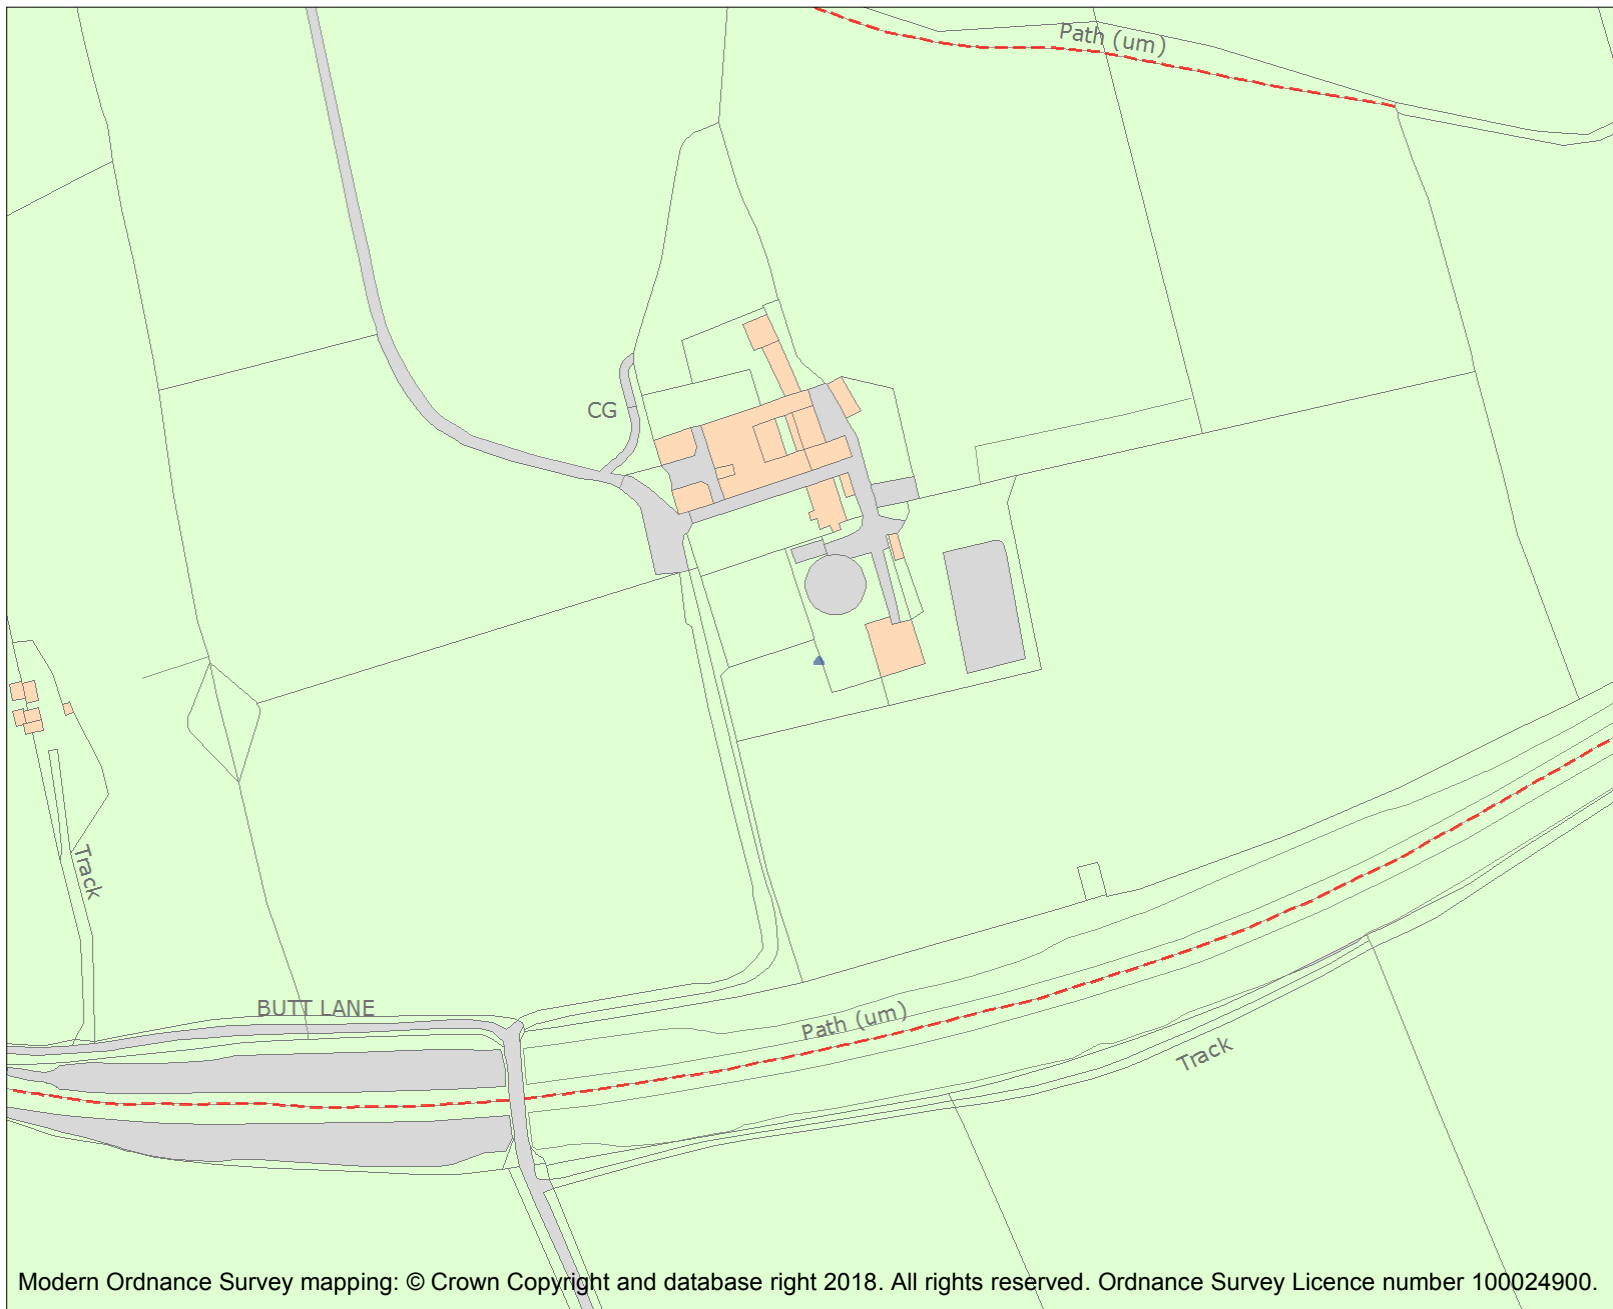 Path (um)
CG
Track
BUTT LANE
Path (um)
Track
Modern Ordnance Survey mapping: © Crown Copyright and database right 2018. All rights reserved. Ordnance Survey Licence number 100024900.